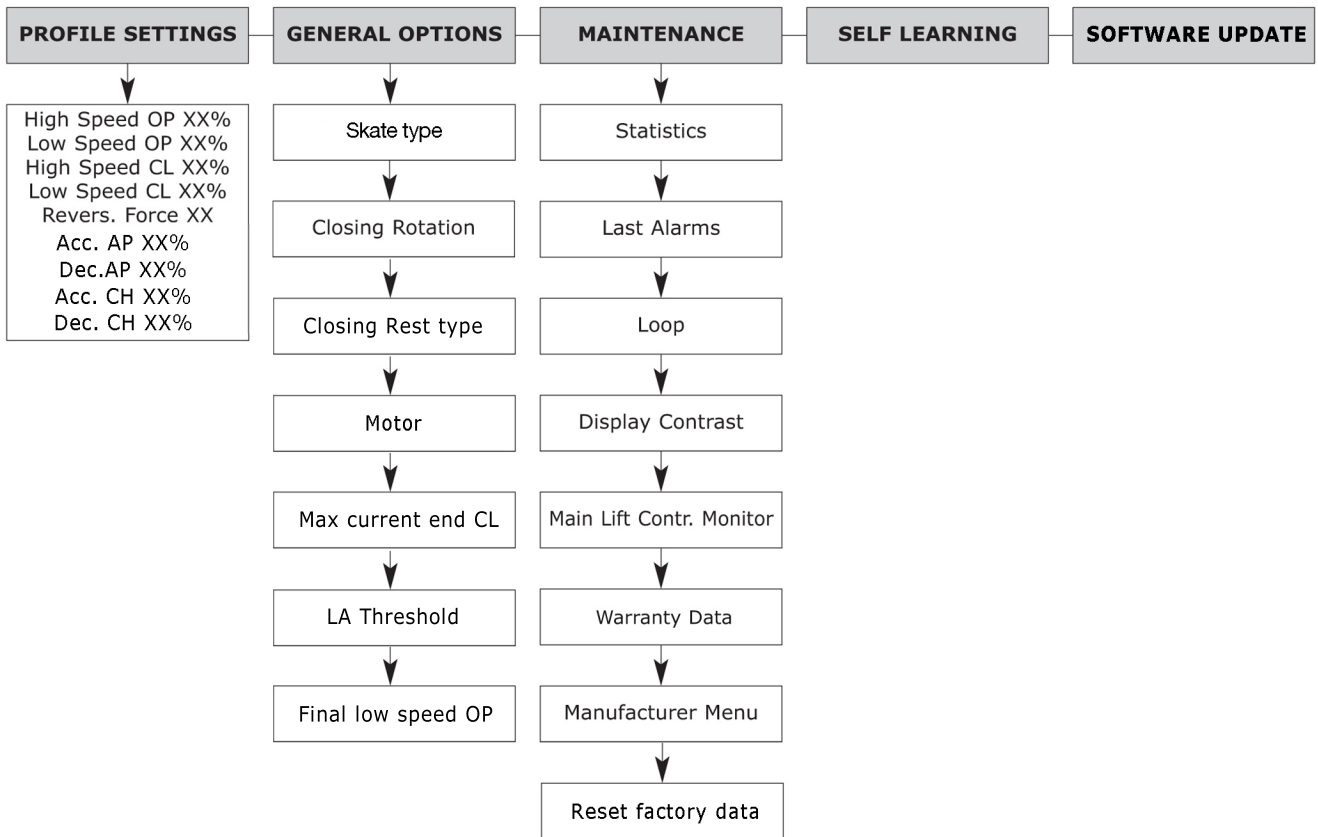 PROFILE SETTINGS
GENERAL OPTIONS
MAINTENANCE
SELF LEARNING
SOFTWARE UPDATE
High Speed OP XX%
Low Speed OP XX%
High Speed CL XX%
Low Speed CL XX%
Revers. Force XX
Acc. AP XX%
Dec.AP XX%
Acc. CH XX%
Dec. CH XX%
Skate type
Closing Rotation
Closing Rest type
Motor
Max current end CL
LA Threshold
Final low speed OP
Statistics
Last Alarms
Loop
Display Contrast
Main Lift Contr. Monitor
Warranty Data
Manufacturer Menu
Reset factory data